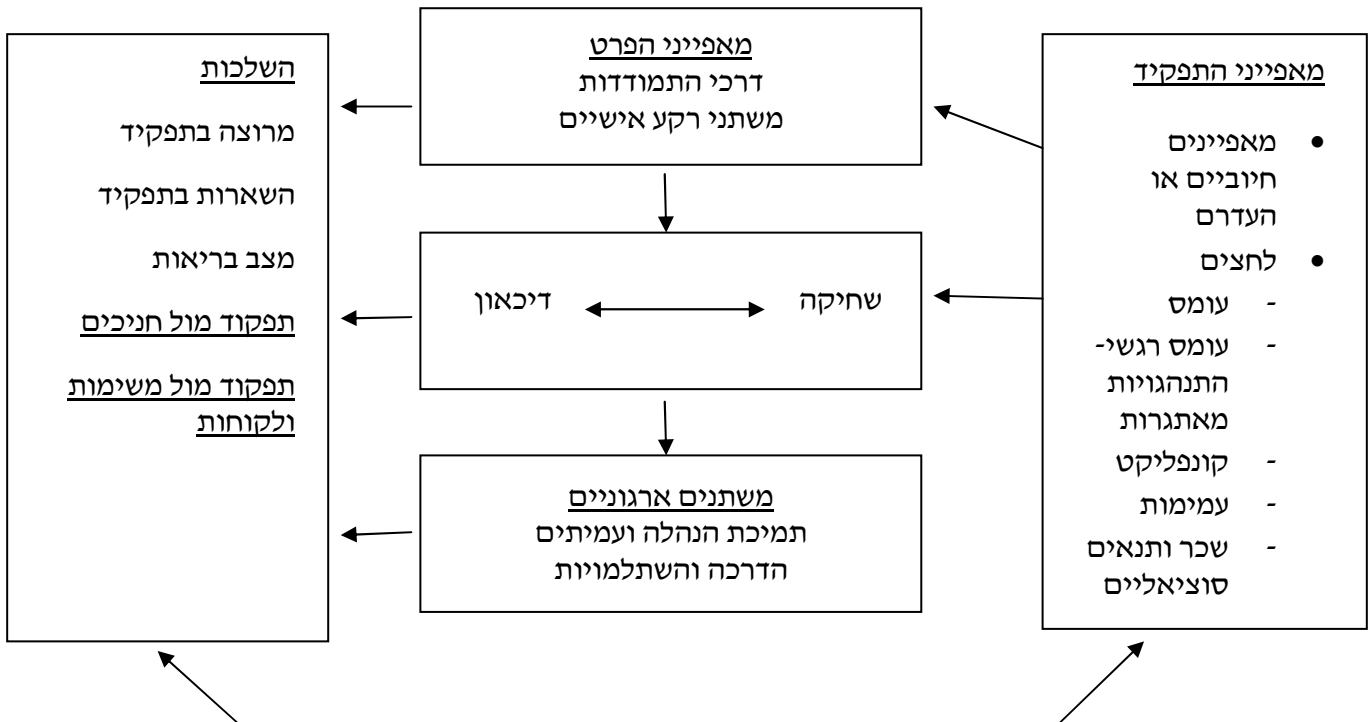 מאפייני התפקיד
• מאפיינים
חיוביים או
העדרם
• לחצים
- עומס
- עומס רגשי-
התנהגויות
מאתגרות
- קונפליקט
- עמימות
- שכר ותנאים
סוציאליים
מאפייני הפרט
דרכי התמודדות
משתני רקע אישיים
שחיקה
דיכאון
משתנים ארגוניים
תמיכת הנהלה ועמיתים
הדרכה והשתלמויות
השלכות
מרוצה בתפקיד
השארות בתפקיד
מצב בריאות
תפקוד מול חניכים
תפקוד מול משימות
ולקוחות